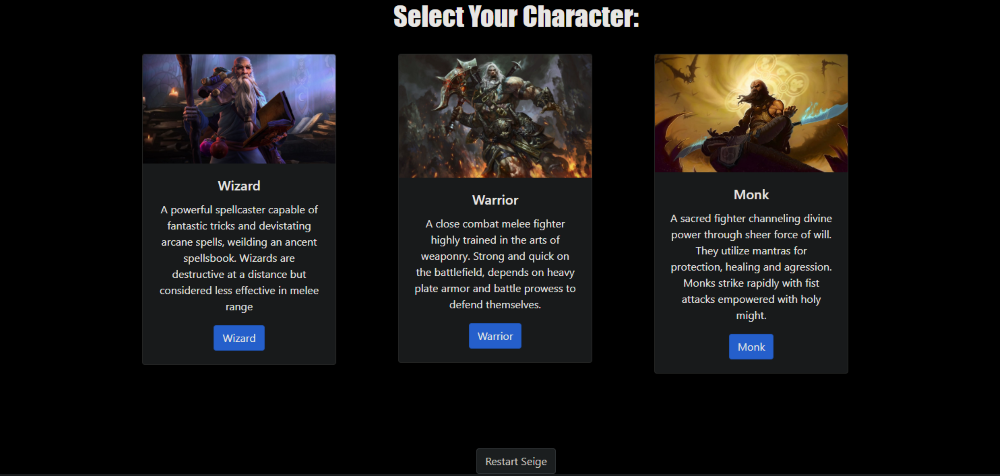 Select Your Character:
Wizard
A powerful spellcaster capable of
fantastic tricks and devistating
arcane spells, weilding an ancent
spellsbook. Wizards are
destructive at a distance but
considered less effective in melee
range
Wizard
Warrior
A close combat melee fighter
highly trained in the arts of
weaponry. Strong and quick on
the battlefield, depends on heavy
plate armor and battle prowess to
defend themselves.
Warrior
Monk
A sacred fighter channeling divine
power through sheer force of will.
They utilize mantras for
protection, healing and agression.
Monks strike rapidly with fist
attacks empowered with holy
might.
Monk
Restart Seige